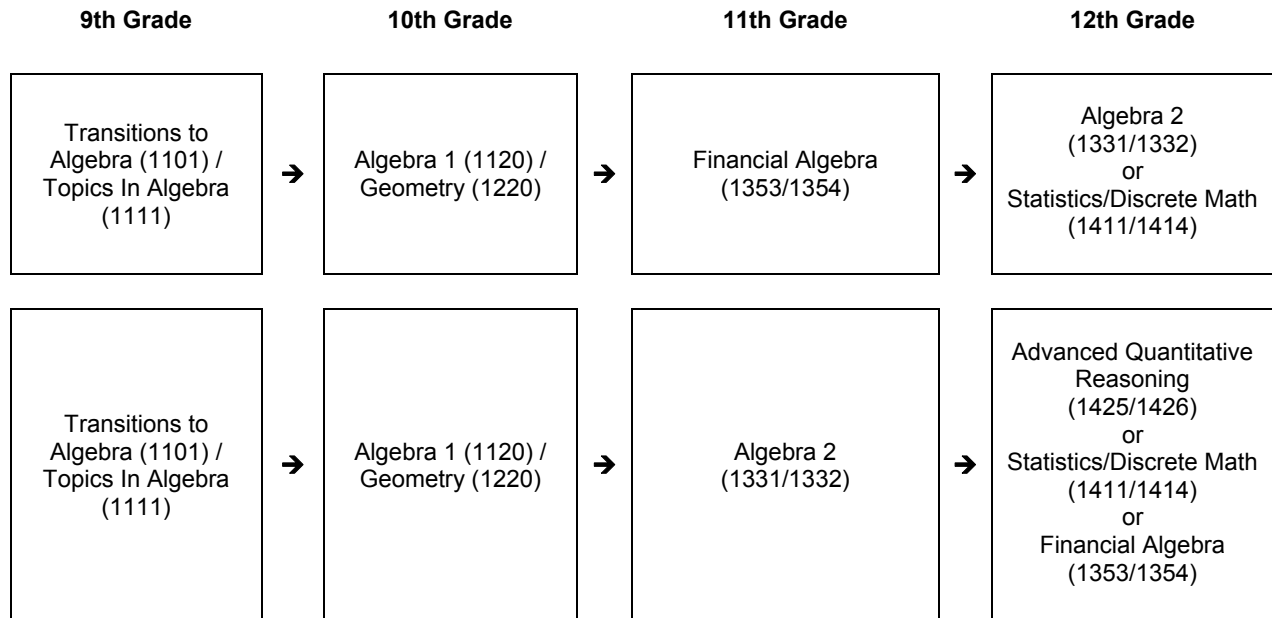 9th Grade
10th Grade
11th Grade
12th Grade
Transitions to
Algebra (1101) /
Topics In Algebra
(1111)
➔
Algebra 1 (1120) /
Geometry (1220)
➔
Financial Algebra
(1353/1354)
➔
Algebra 2
(1331/1332)
or
Statistics/Discrete Math
(1411/1414)
Transitions to
Algebra (1101) /
Topics In Algebra
(1111)
➔
Algebra 1 (1120) /
Geometry (1220)
➔
Algebra 2
(1331/1332)
➔
Advanced Quantitative
Reasoning
(1425/1426)
or
Statistics/Discrete Math
(1411/1414)
or
Financial Algebra
(1353/1354)